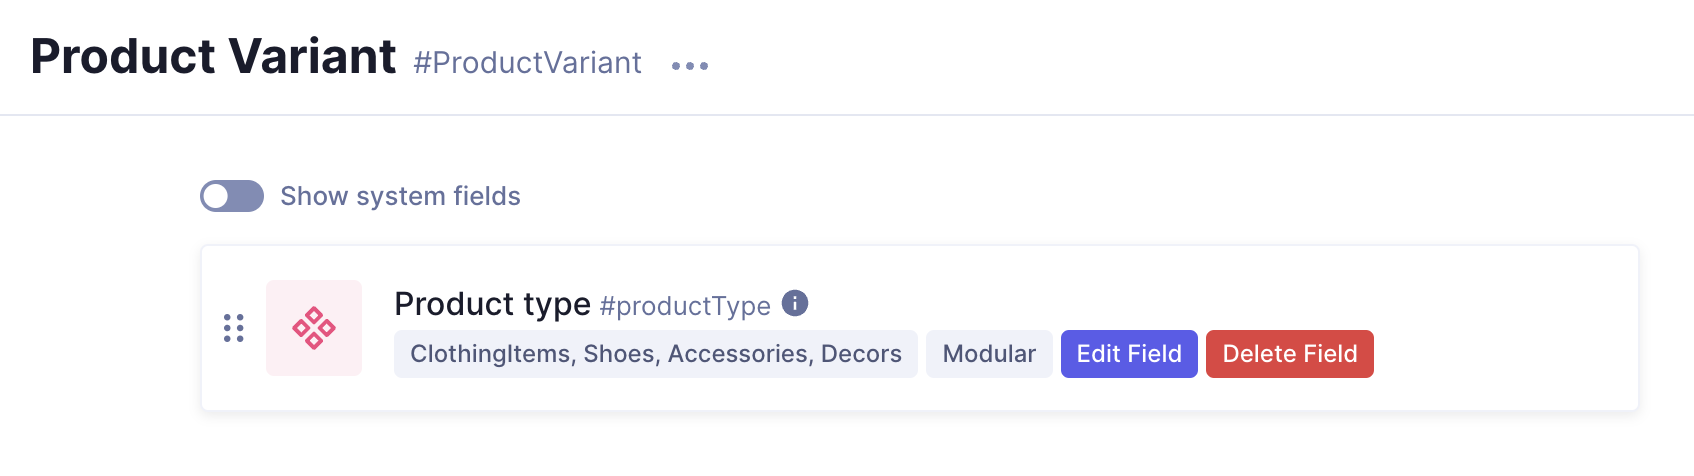 Product Variant #ProductVariant
Show system fields
Product type #productType
ClothingItems, Shoes, Accessories, Decors Modular Edit Field Delete Field